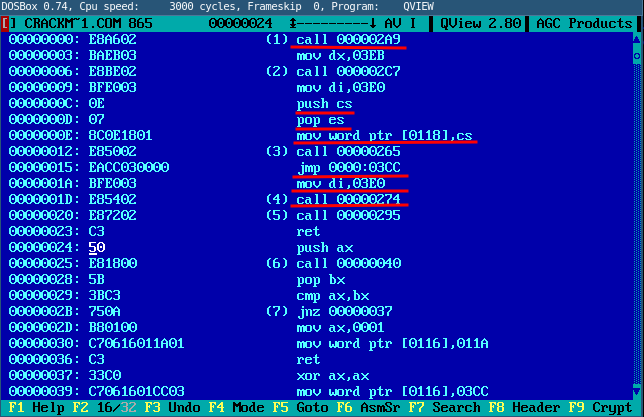 DOSBox 0.74, Cpu speed: 3000 cycles, Frameskip 0, Program: QVIEW
[ ] CRACKM~1.COM 865 00000024 ↕---------↓ AV I QView 2.80 AGC Products
00000000: E8A602 (1) call 000002A9
00000003: BAEB03 mov dx,03EB
00000006: E8BE02 (2) call 000002C7
00000009: BFE003 mov di,03E0
0000000C: 0E push cs
0000000D: 07 pop es
0000000E: 8C0E1801 mov word ptr [0118],cs
00000012: E85002 (3) call 00000265
00000015: EACC030000 jmp 0000:03CC
0000001A: BFE003 mov di,03E0
0000001D: E85402 (4) call 00000274
00000020: E87202 (5) call 00000295
00000023: C3 ret
00000024: 50 push ax
00000025: E81800 (6) call 00000040
00000028: 5B pop bx
00000029: 3BC3 cmp ax,bx
0000002B: 750A (7) jnz 00000037
0000002D: B80100 mov ax,0001
00000030: C70616011A01 mov word ptr [0116],011A
00000036: C3 ret
00000037: 33C0 xor ax,ax
00000039: C7061601CC03 mov word ptr [0116],03CC
F1 Help F2 16/32 F3 Undo F4 Mode F5 Goto F6 AsmSr F7 Search F8 Header F9 Crypt